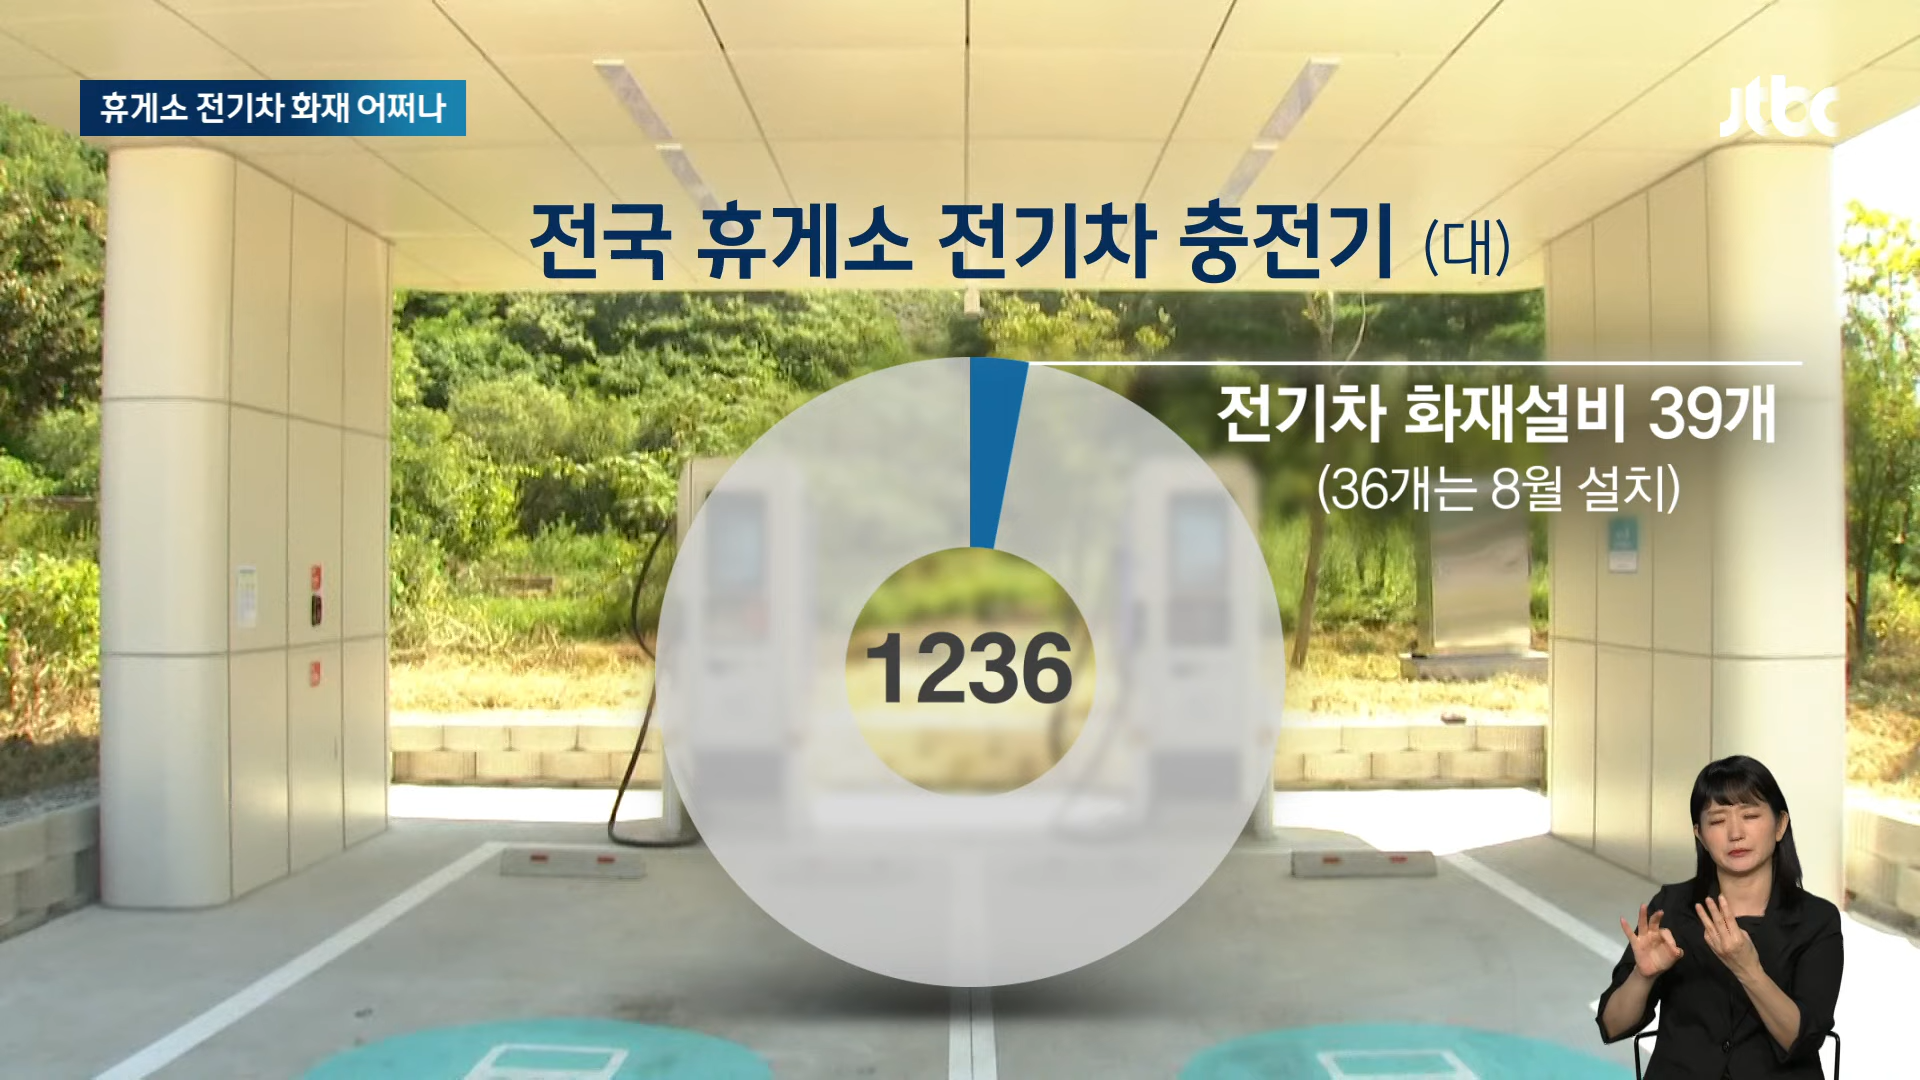 휴게소 전기차 화재 어쩌나
jtbc
전국 휴게소 전기차 충전기 (대)
전기차 화재설비 39개
(36개는 8월 설치)
1236